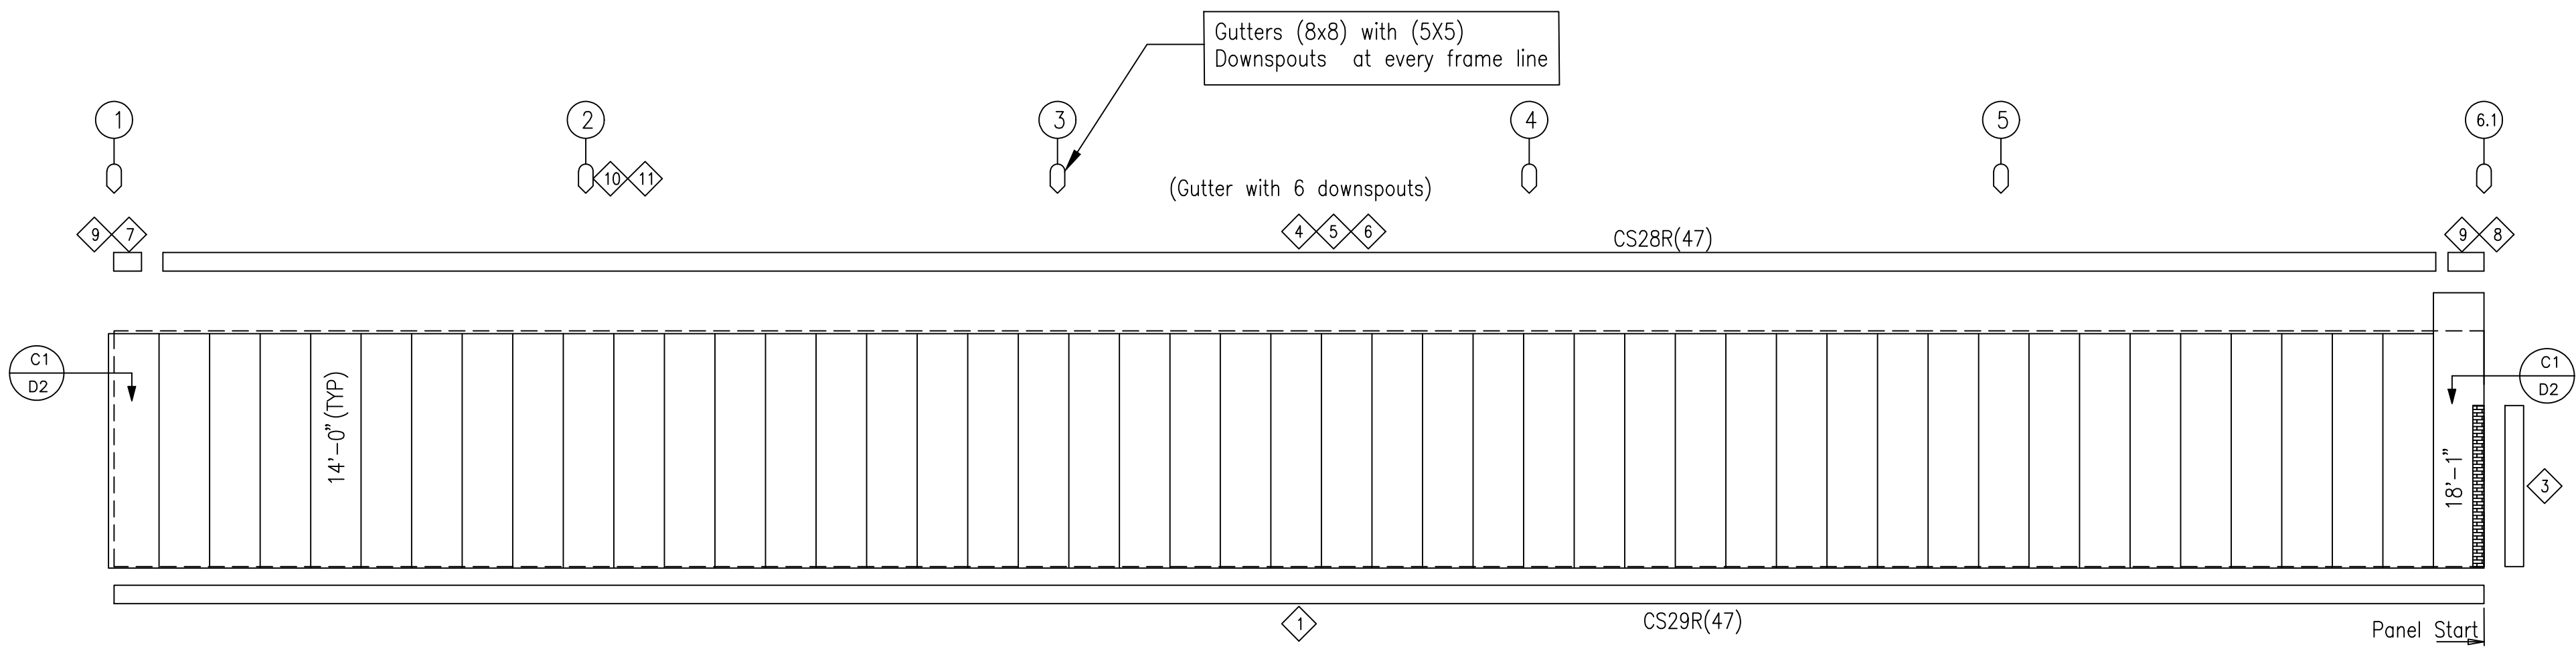 Gutters (8x8) with (5X5)
Downspouts at every frame line
1
2
3
4
5
6.1
10
11
(Gutter with 6 downspouts)
9
7
4
5
6
CS28R(47)
9
8
C1
D2
14'-0"(TYP)
18'-1"
C1
D2
3
1
CS29R(47)
Panel Start